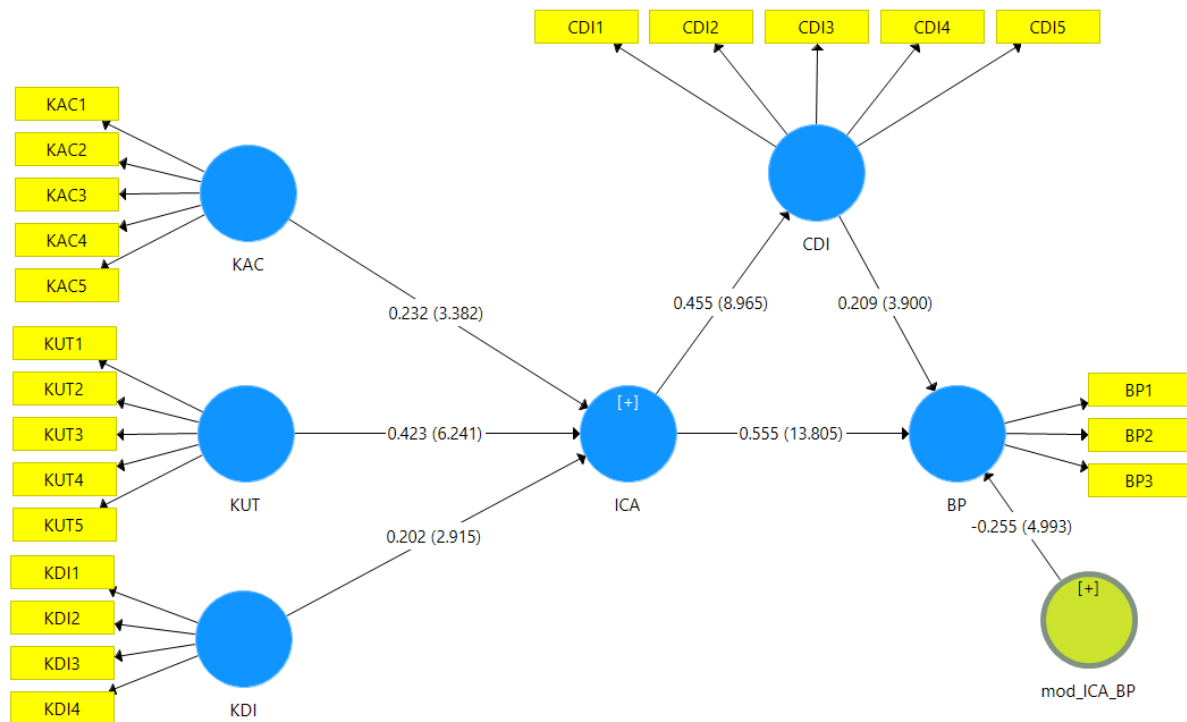 CDI1 CDI2 CDI3 CDI4 CDI5
KAC1
KAC2
KAC3
KAC4
KAC5
KAC
CDI
0.232 (3.382)
0.455 (8.965)
0.209 (3.900)
KUT1
KUT2
KUT3
KUT4
KUT5
KUT
0.423 (6.241)
[+]
ICA
0.555 (13.805)
BP
BP1
BP2
BP3
0.202 (2.915)
-0.255 (4.993)
KDI1
KDI2
KDI3
KDI4
KDI
[+]
mod_ICA_BP